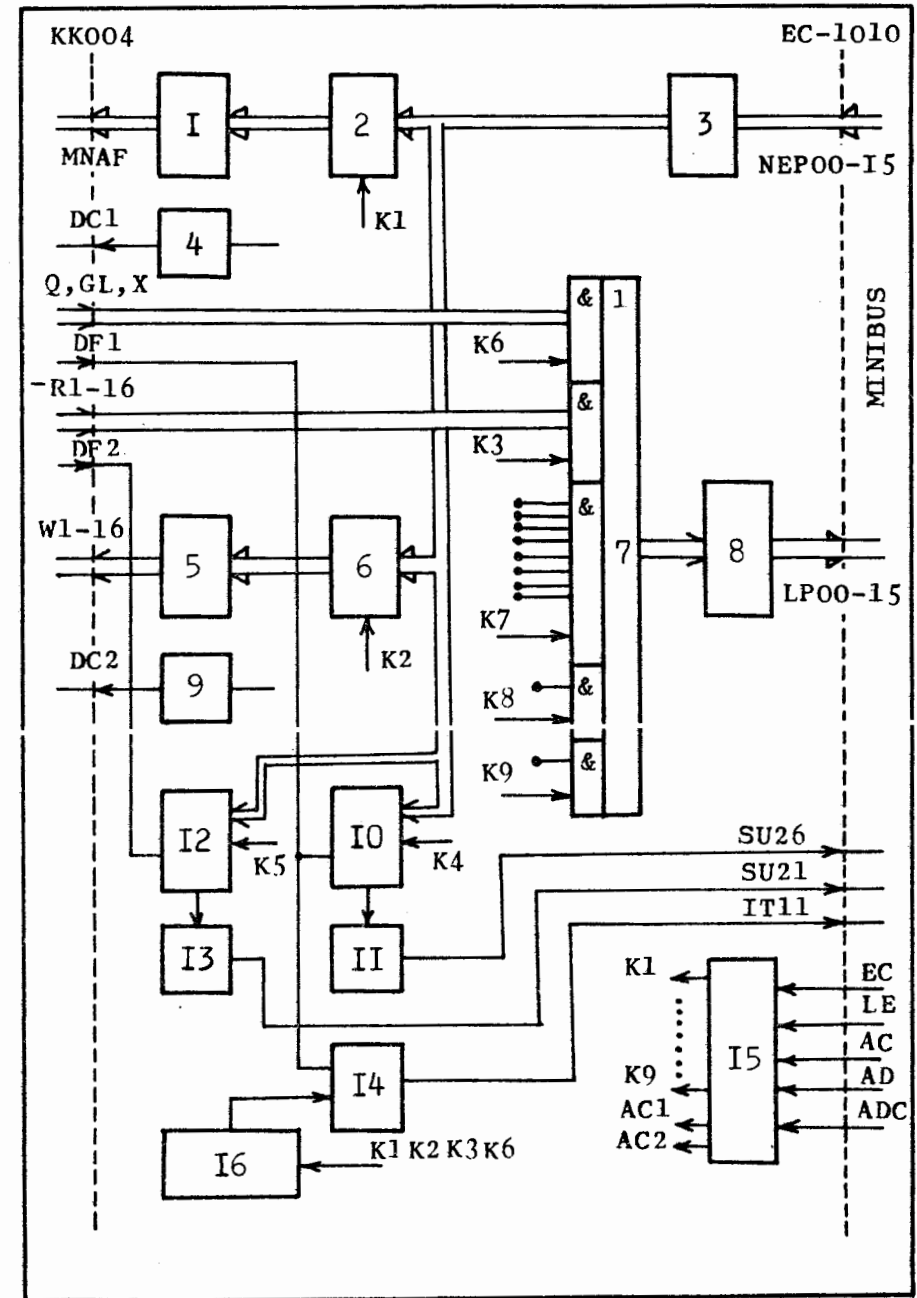 KK004 EC-1010
I 2 3
MNAF NEP00-I5
K1
DC1
4
Q,GL,X
& 1
DF1
K6
¯R1-16
&
DF2
K3
MINIBUS
W1-16
&
5 6 7 8
LP00-15
K7
K2
DC2
9
&
K8
&
K9
I2 I0
K5 K4
SU26
SU21
IT11
I3 II
K1 EC
LE
AC
I4 I5
K9 AD
AC1 ADC
AC2
K1 K2 K3 K6
I6